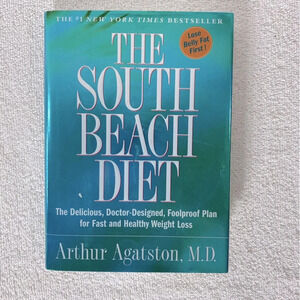 THE #1 NEW YORK TIMES BESTSELLER
Lose
Belly Fat
First!
THE
SOUTH
BEACH
DIET
The Delicious, Doctor-Designed, Foolproof Plan
for Fast and Healthy Weight Loss
Arthur Agatston, M.D.